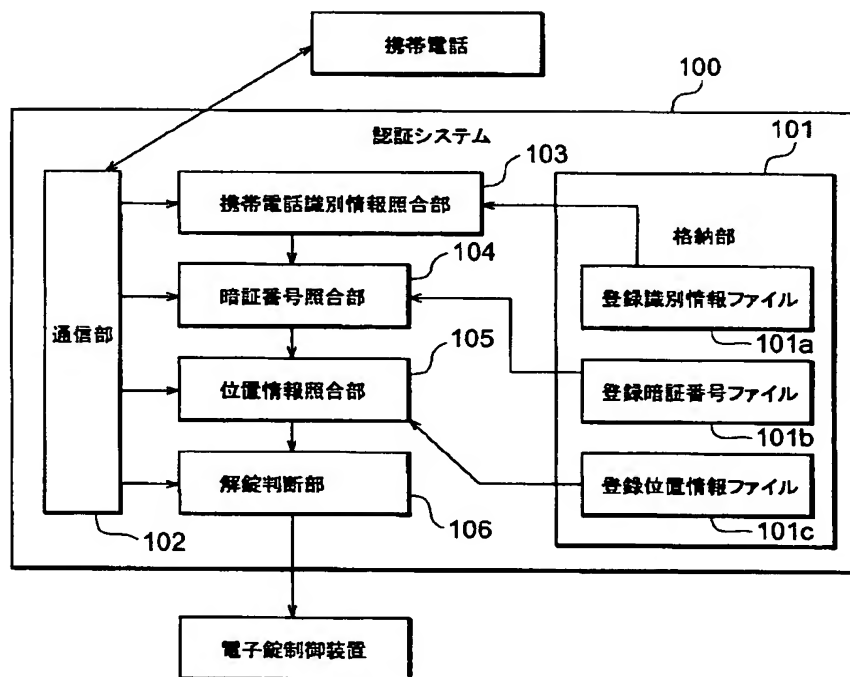 携帯電話
100
認証システム
101
103
携帯電話識別情報照合部
格納部
104
暗証番号照合部
登録識別情報ファイル
101a
通信部
105
位置情報照合部
登録暗証番号ファイル
101b
解錠判断部
登録位置情報ファイル
106
101c
102
電子錠制御装置